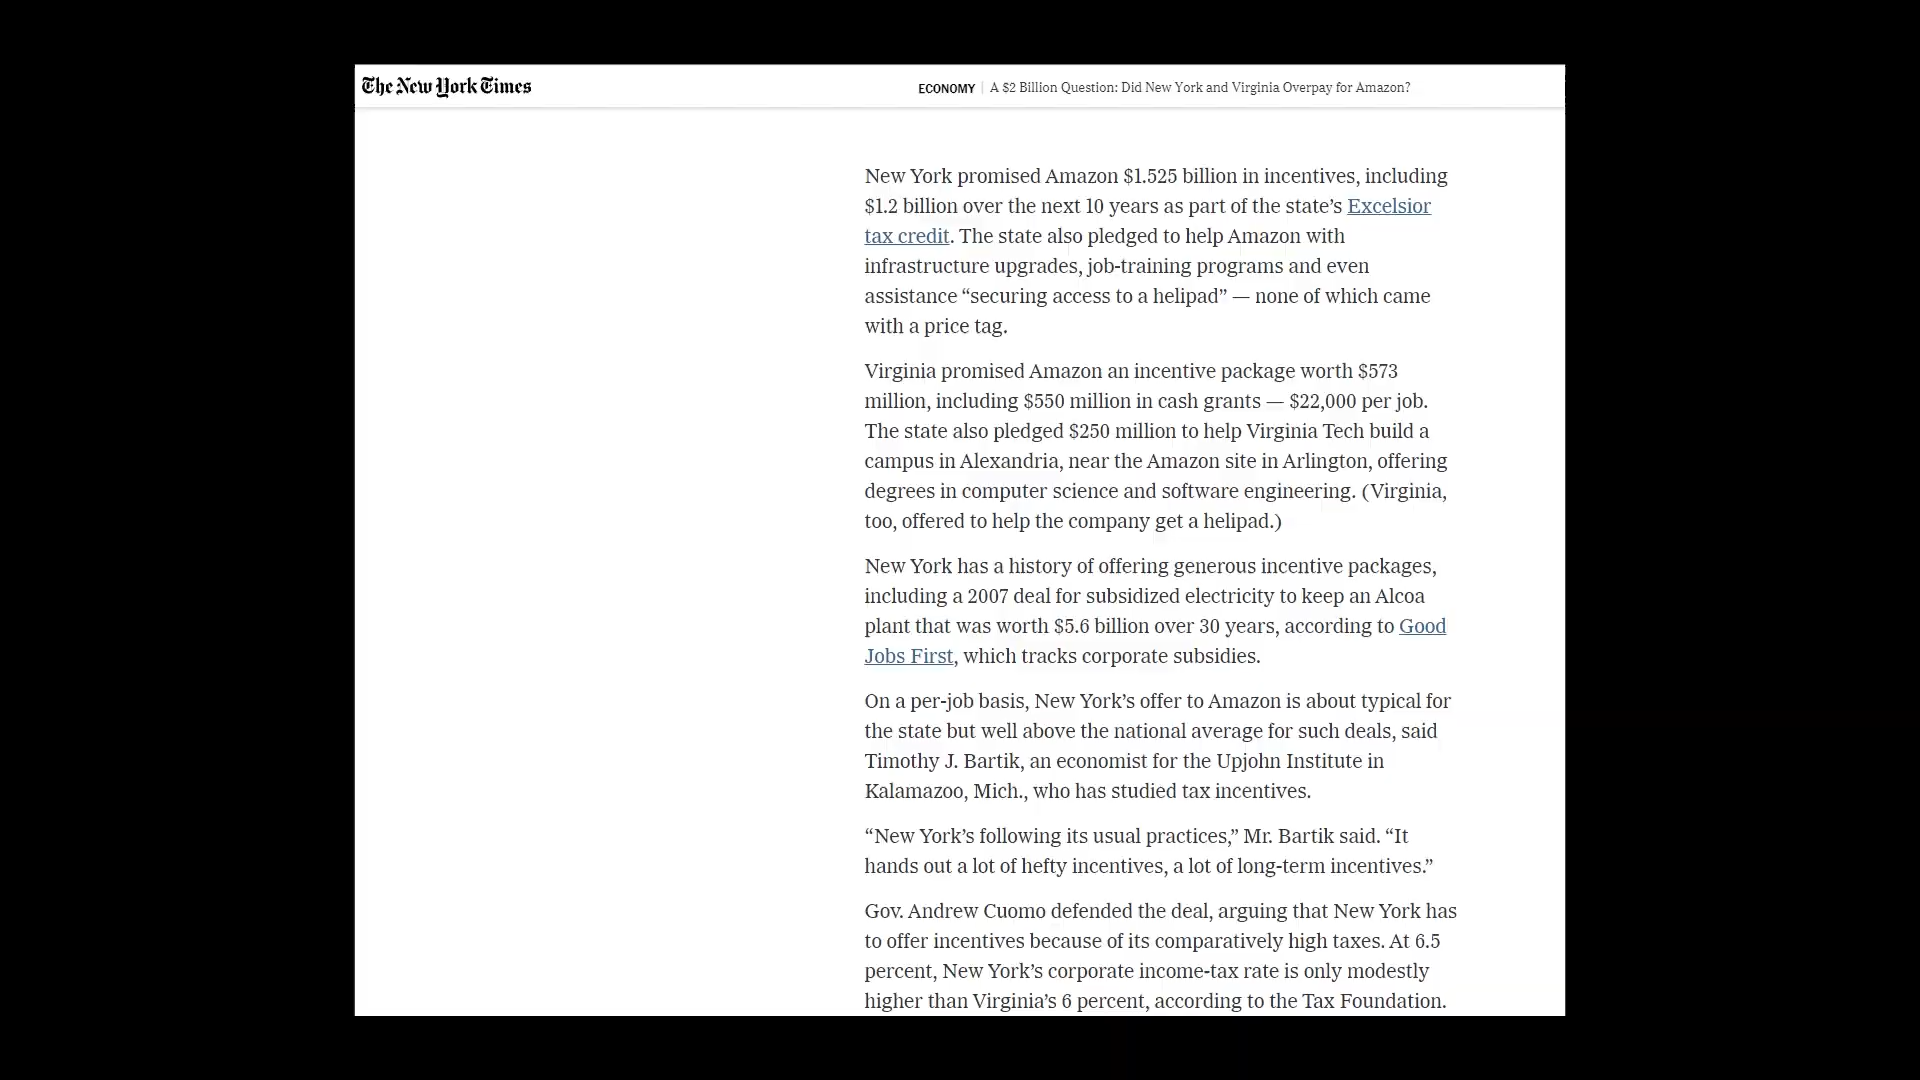 The New York Times
ECONOMY | A $2 Billion Question: Did New York and Virginia Overpay for Amazon?
New York promised Amazon $1.525 billion in incentives, including
$1.2 billion over the next 10 years as part of the state’s Excelsior
tax credit. The state also pledged to help Amazon with
infrastructure upgrades, job-training programs and even
assistance “securing access to a helipad” — none of which came
with a price tag.
Virginia promised Amazon an incentive package worth $573
million, including $550 million in cash grants — $22,000 per job.
The state also pledged $250 million to help Virginia Tech build a
campus in Alexandria, near the Amazon site in Arlington, offering
degrees in computer science and software engineering. (Virginia,
too, offered to help the company get a helipad.)
New York has a history of offering generous incentive packages,
including a 2007 deal for subsidized electricity to keep an Alcoa
plant that was worth $5.6 billion over 30 years, according to Good
Jobs First, which tracks corporate subsidies.
On a per-job basis, New York’s offer to Amazon is about typical for
the state but well above the national average for such deals, said
Timothy J. Bartik, an economist for the Upjohn Institute in
Kalamazoo, Mich., who has studied tax incentives.
“New York’s following its usual practices,” Mr. Bartik said. “It
hands out a lot of hefty incentives, a lot of long-term incentives.”
Gov. Andrew Cuomo defended the deal, arguing that New York has
to offer incentives because of its comparatively high taxes. At 6.5
percent, New York’s corporate income-tax rate is only modestly
higher than Virginia’s 6 percent, according to the Tax Foundation.